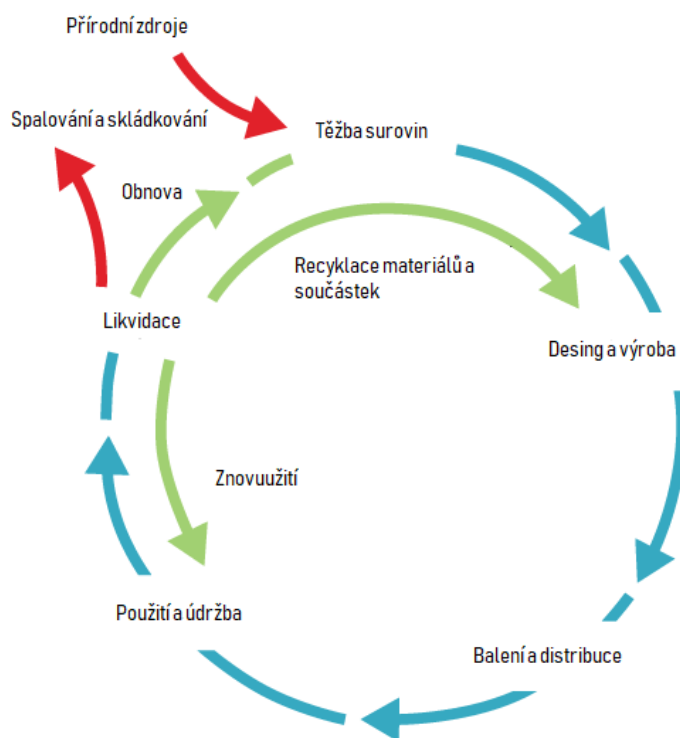 Přírodní zdroje
Spalování a skládkování
Těžba surovin
Obnova
Recyklace materiálů a
součástek
Likvidace
Desing a výroba
Znovuužití
Použití a údržba
Balení a distribuce